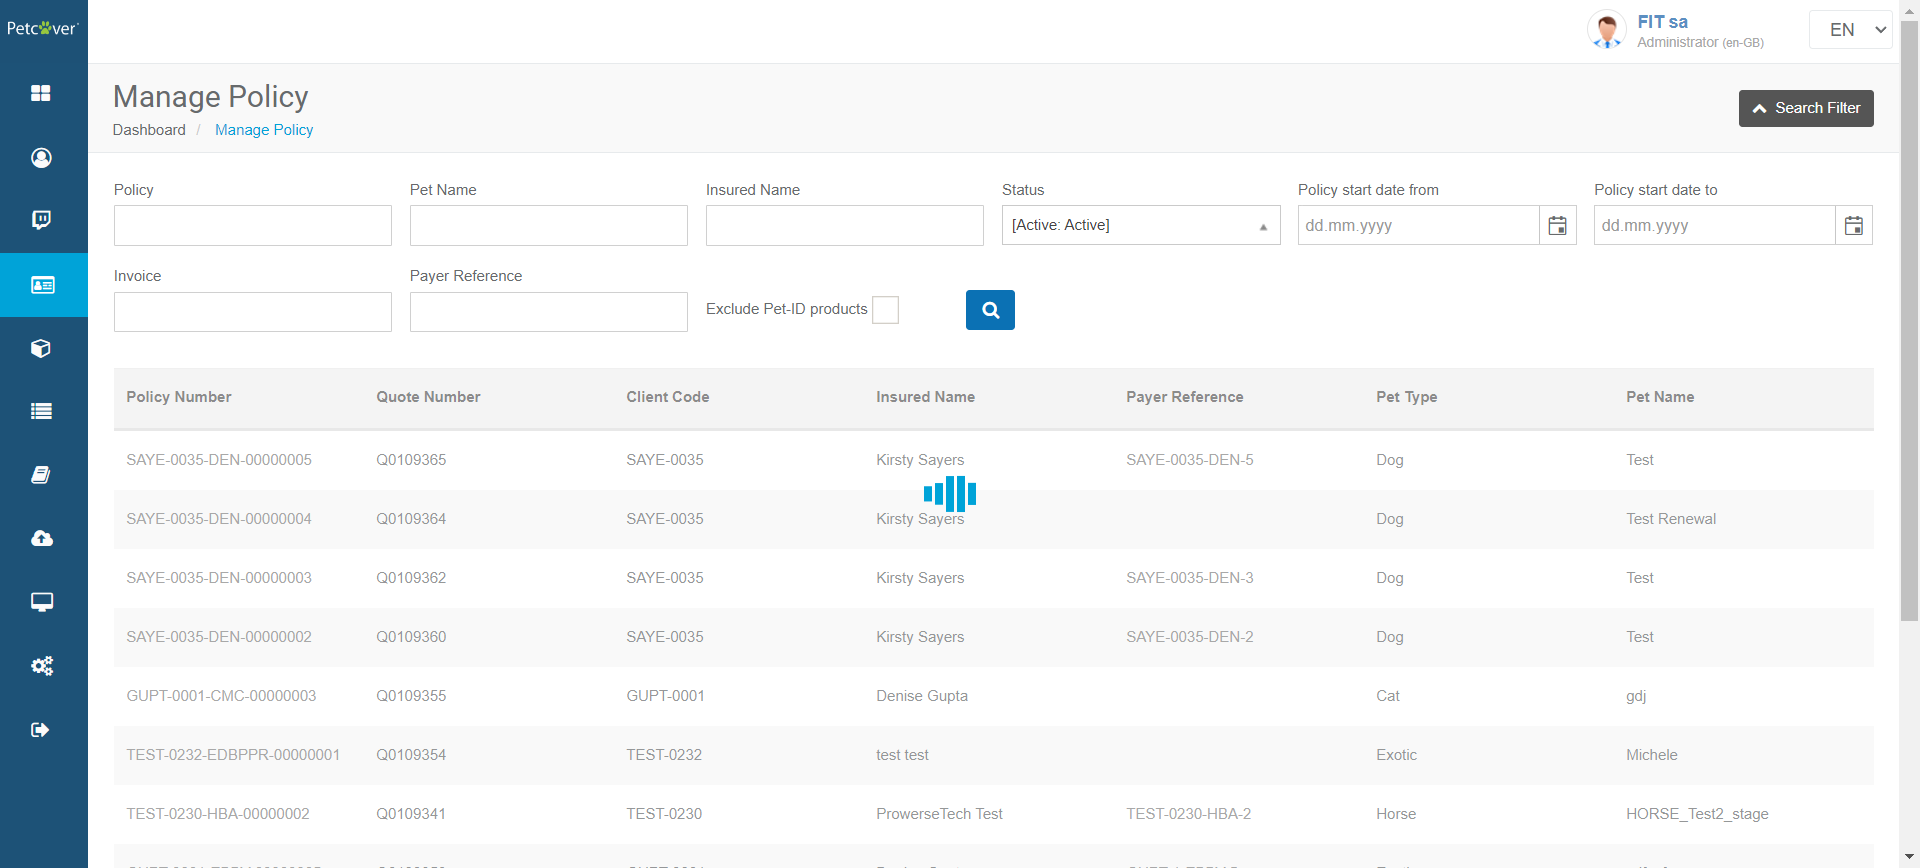 Petcover
FIT sa
Administrator (en-GB)
EN
Manage Policy
Dashboard / Manage Policy
Search Filter
Policy
Pet Name
Insured Name
Status
Policy start date from
Policy start date to
[Active: Active]
dd.mm.yyyy
dd.mm.yyyy
Invoice
Payer Reference
Exclude Pet-ID products
Policy Number Quote Number Client Code Insured Name Payer Reference Pet Type Pet Name
SAYE-0035-DEN-00000005 Q0109365 SAYE-0035 Kirsty Sayers SAYE-0035-DEN-5 Dog Test
SAYE-0035-DEN-00000004 Q0109364 SAYE-0035 Kirsty Sayers Dog Test Renewal
SAYE-0035-DEN-00000003 Q0109362 SAYE-0035 Kirsty Sayers SAYE-0035-DEN-3 Dog Test
SAYE-0035-DEN-00000002 Q0109360 SAYE-0035 Kirsty Sayers SAYE-0035-DEN-2 Dog Test
GUPT-0001-CMC-00000003 Q0109355 GUPT-0001 Denise Gupta Cat gdj
TEST-0232-EDBPPR-00000001 Q0109354 TEST-0232 test test Exotic Michele
TEST-0230-HBA-00000002 Q0109341 TEST-0230 ProwerseTech Test TEST-0230-HBA-2 Horse HORSE_Test2_stage